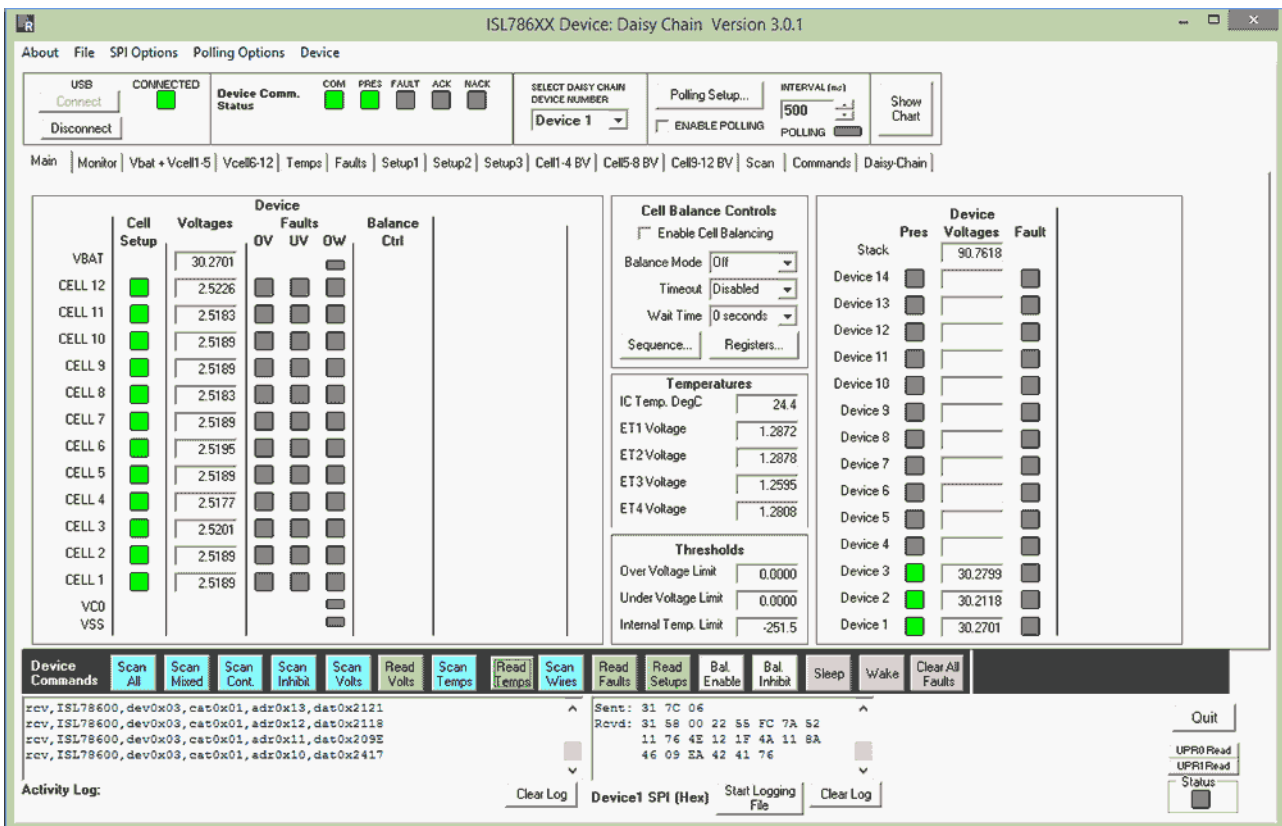 ISL786XX Device: Daisy Chain Version 3.0.1
About File SPI Options Polling Options Device
USB
Connect
Disconnect
CONNECTED
Device Comm.
Status
COM PRES FAULT ACK NACK
SELECT DAISY CHAIN
DEVICE NUMBER
Device 1
Polling Setup...
ENABLE POLLING
INTERVAL (ms)
500
POLLING
Show
Chart
Main Monitor Vbat + Vcell1-5 Vcell6-12 Temps Faults Setup1 Setup2 Setup3 Cell1-4 BV Cell5-8 BV Cell9-12 BV Scan Commands Daisy-Chain
Device
Cell Voltages Faults Balance
Setup OV UV OW Ctrl
VBAT 30.2701
CELL 12 2.5226
CELL 11 2.5183
CELL 10 2.5189
CELL 9 2.5189
CELL 8 2.5183
CELL 7 2.5189
CELL 6 2.5195
CELL 5 2.5189
CELL 4 2.5177
CELL 3 2.5201
CELL 2 2.5189
CELL 1 2.5189
VC0
VSS
Cell Balance Controls
Enable Cell Balancing
Balance Mode Off
Timeout Disabled
Wait Time 0 seconds
Sequence... Registers...
Temperatures
IC Temp. DegC 24.4
ET1 Voltage 1.2872
ET2 Voltage 1.2878
ET3 Voltage 1.2595
ET4 Voltage 1.2808
Thresholds
Over Voltage Limit 0.0000
Under Voltage Limit 0.0000
Internal Temp. Limit -251.5
Device
Pres Voltages Fault
Stack 90.7618
Device 14
Device 13
Device 12
Device 11
Device 10
Device 9
Device 8
Device 7
Device 6
Device 5
Device 4
Device 3 30.2799
Device 2 30.2118
Device 1 30.2701
Device
Commands
Scan
All
Scan
Mixed
Scan
Cont.
Scan
Inhibit
Scan
Volts
Read
Volts
Scan
Temps
Read
Temps
Scan
Wires
Read
Faults
Read
Setups
Bal.
Enable
Bal.
Inhibit
Sleep
Wake
Clear All
Faults
rcv,ISL78600,dev0x03,cat0x01,adr0x13,dat0x2121
rcv,ISL78600,dev0x03,cat0x01,adr0x12,dat0x2118
rcv,ISL78600,dev0x03,cat0x01,adr0x11,dat0x209E
rcv,ISL78600,dev0x03,cat0x01,adr0x10,dat0x2417
Activity Log:
Clear Log
Sent: 31 7C 06
Rcvd: 31 58 00 22 55 FC 7A 52
11 76 4E 12 1F 4A 11 8A
46 09 EA 42 41 76
Device1 SPI (Hex)
Start Logging
File
Clear Log
Quit
UPR0 Read
UPR1 Read
Status